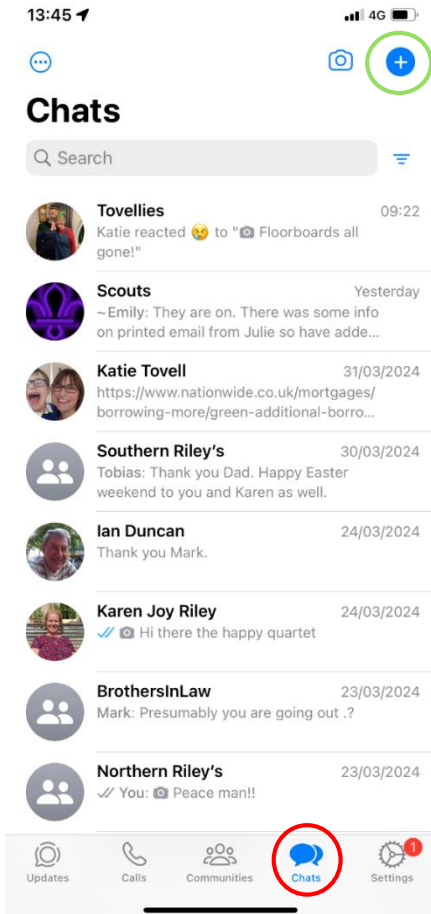 13:45 4G
Chats
Search
Tovellies 09:22
Katie reacted 😢 to "📷 Floorboards all
gone!"
Scouts Yesterday
~Emily: They are on. There was some info
on printed email from Julie so have adde...
Katie Tovell 31/03/2024
https://www.nationwide.co.uk/mortgages/
borrowing-more/green-additional-borro...
Southern Riley's 30/03/2024
Tobias: Thank you Dad. Happy Easter
weekend to you and Karen as well.
Ian Duncan 24/03/2024
Thank you Mark.
Karen Joy Riley 24/03/2024
Hi there the happy quartet
BrothersInLaw 23/03/2024
Mark: Presumably you are going out .?
Northern Riley's 23/03/2024
You: 📷 Peace man!!
1
Updates Calls Communities Chats Settings